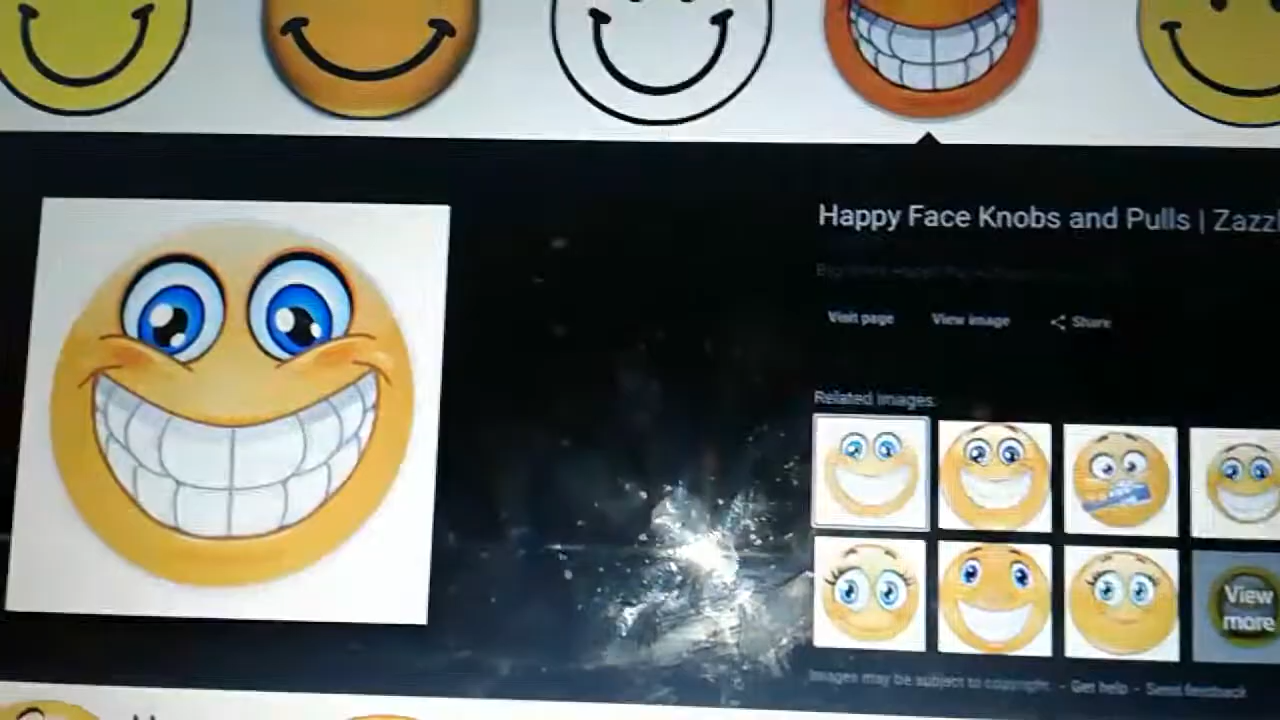 Happy Face Knobs and Pulls | Zazzl
Visit page View image Share
Related images:
View
more
Images may be subject to copyright. - Get help - Send feedback